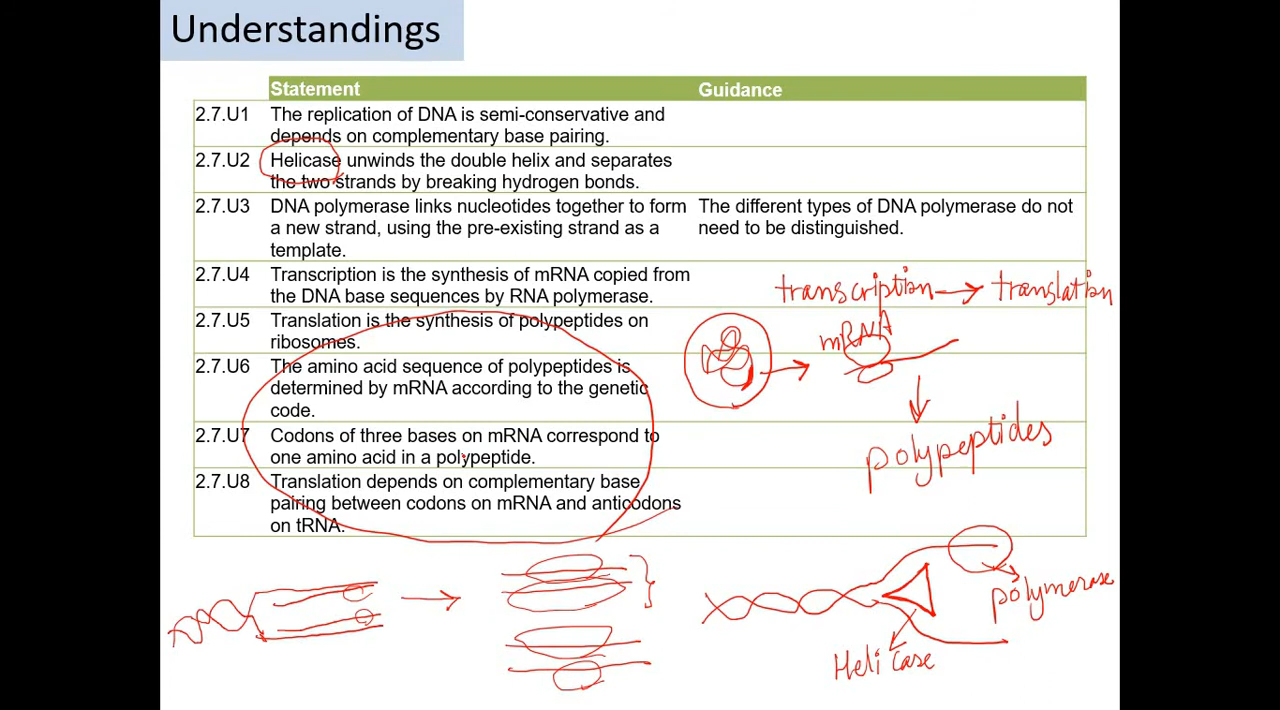 Understandings
Statement Guidance
2.7.U1 The replication of DNA is semi-conservative and
depends on complementary base pairing.
2.7.U2 Helicase unwinds the double helix and separates
the two strands by breaking hydrogen bonds.
2.7.U3 DNA polymerase links nucleotides together to form The different types of DNA polymerase do not
a new strand, using the pre-existing strand as a need to be distinguished.
template.
2.7.U4 Transcription is the synthesis of mRNA copied from
the DNA base sequences by RNA polymerase.
transcription → translation
2.7.U5 Translation is the synthesis of polypeptides on
ribosomes.
mRNA
2.7.U6 The amino acid sequence of polypeptides is
determined by mRNA according to the genetic
code.
2.7.U7 Codons of three bases on mRNA correspond to
one amino acid in a polypeptide.
polypeptides
2.7.U8 Translation depends on complementary base
pairing between codons on mRNA and anticodons
on tRNA.
polymerase
Helicase